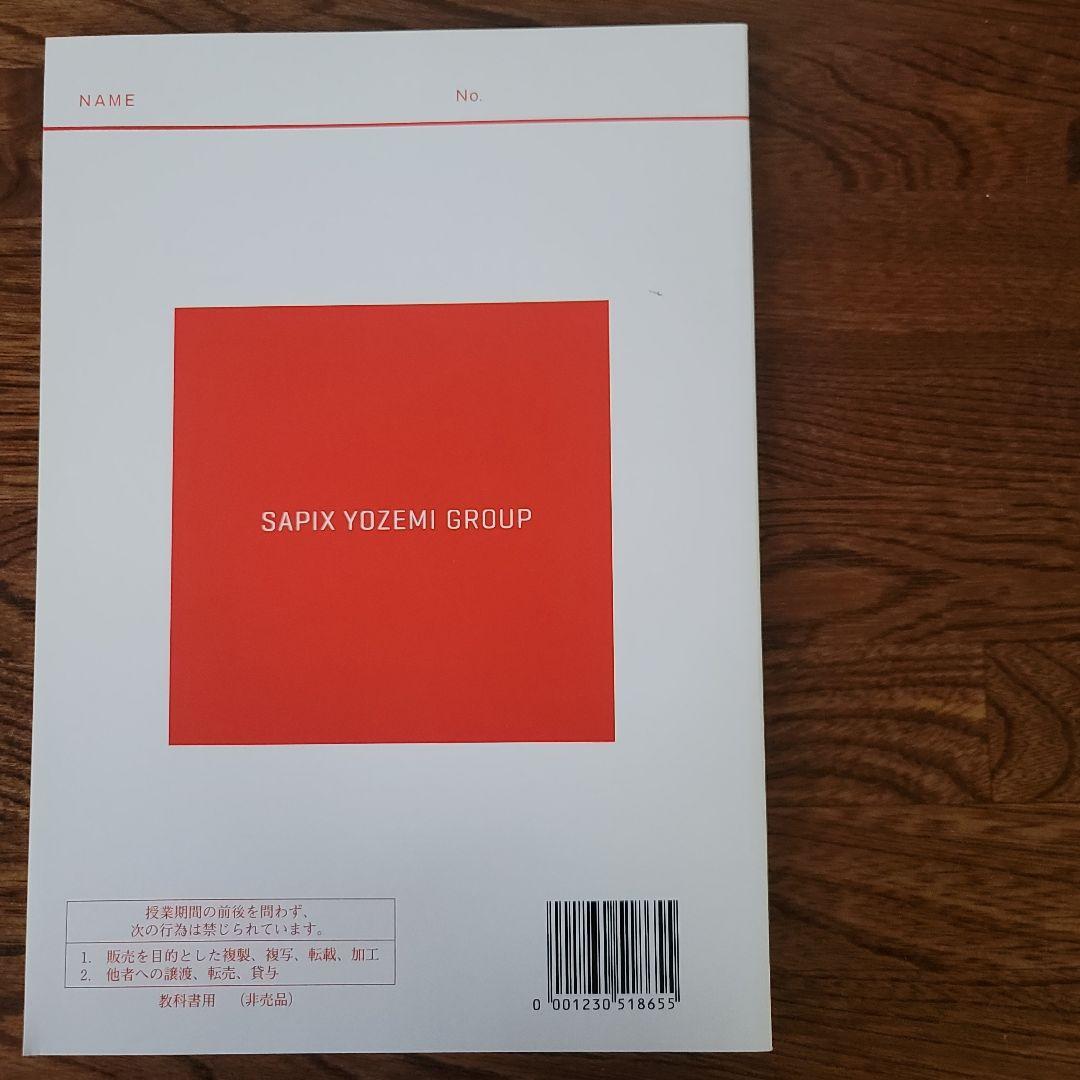 NAME No.
SAPIX YOZEMI GROUP
授業期間の前後を問わず、
次の行為は禁じられています。
1. 販売を目的とした複製、複写、転載、加工
2. 他者への譲渡、転売、貸与
教科書用 （非売品）
0 001230 518655